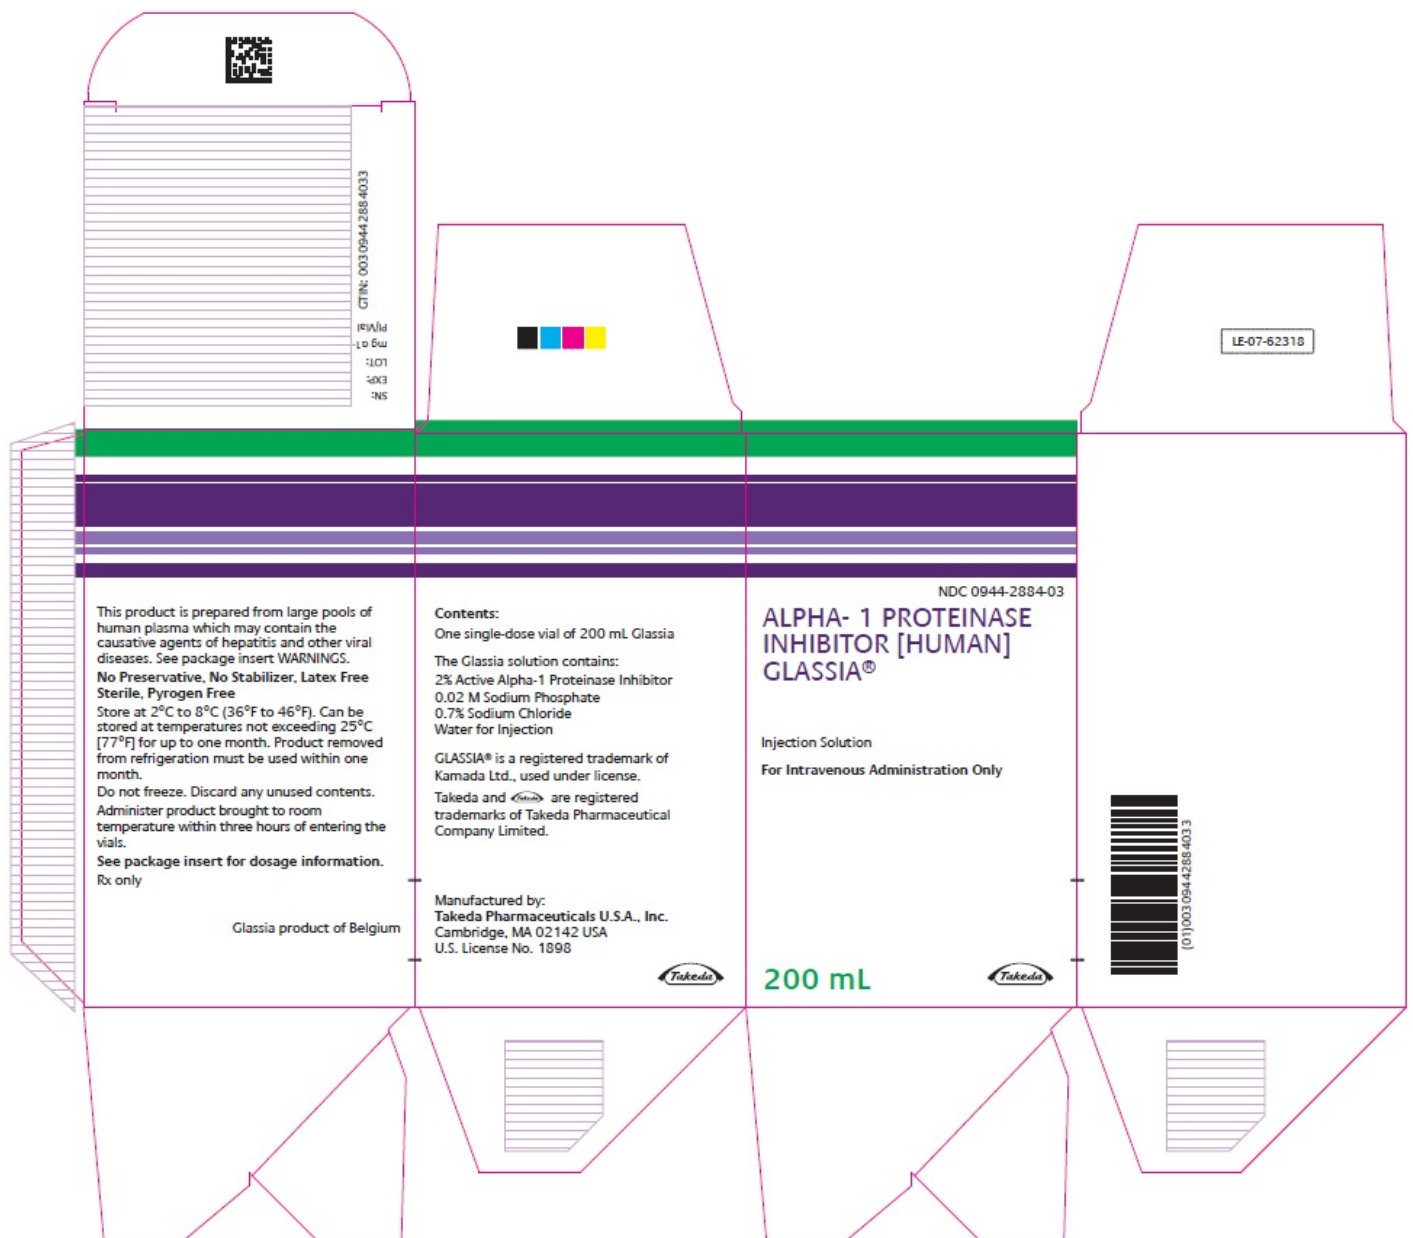 GTIN: 00309442884033
mg α1-
PI/Vial
LOT:
EXP:
SN:
LE-07-62318
This product is prepared from large pools of
human plasma which may contain the
causative agents of hepatitis and other viral
diseases. See package insert WARNINGS.
No Preservative, No Stabilizer, Latex Free
Sterile, Pyrogen Free
Store at 2°C to 8°C (36°F to 46°F). Can be
stored at temperatures not exceeding 25°C
[77°F] for up to one month. Product removed
from refrigeration must be used within one
month.
Do not freeze. Discard any unused contents.
Administer product brought to room
temperature within three hours of entering the
vials.
See package insert for dosage information.
Rx only
Glassia product of Belgium
Contents:
One single-dose vial of 200 mL Glassia
The Glassia solution contains:
2% Active Alpha-1 Proteinase Inhibitor
0.02 M Sodium Phosphate
0.7% Sodium Chloride
Water for Injection
GLASSIA® is a registered trademark of
Kamada Ltd., used under license.
Takeda and Takeda are registered
trademarks of Takeda Pharmaceutical
Company Limited.
Manufactured by:
Takeda Pharmaceuticals U.S.A., Inc.
Cambridge, MA 02142 USA
U.S. License No. 1898
Takeda
NDC 0944-2884-03
ALPHA- 1 PROTEINASE
INHIBITOR [HUMAN]
GLASSIA®
Injection Solution
For Intravenous Administration Only
200 mL
Takeda
(01)00309442884033